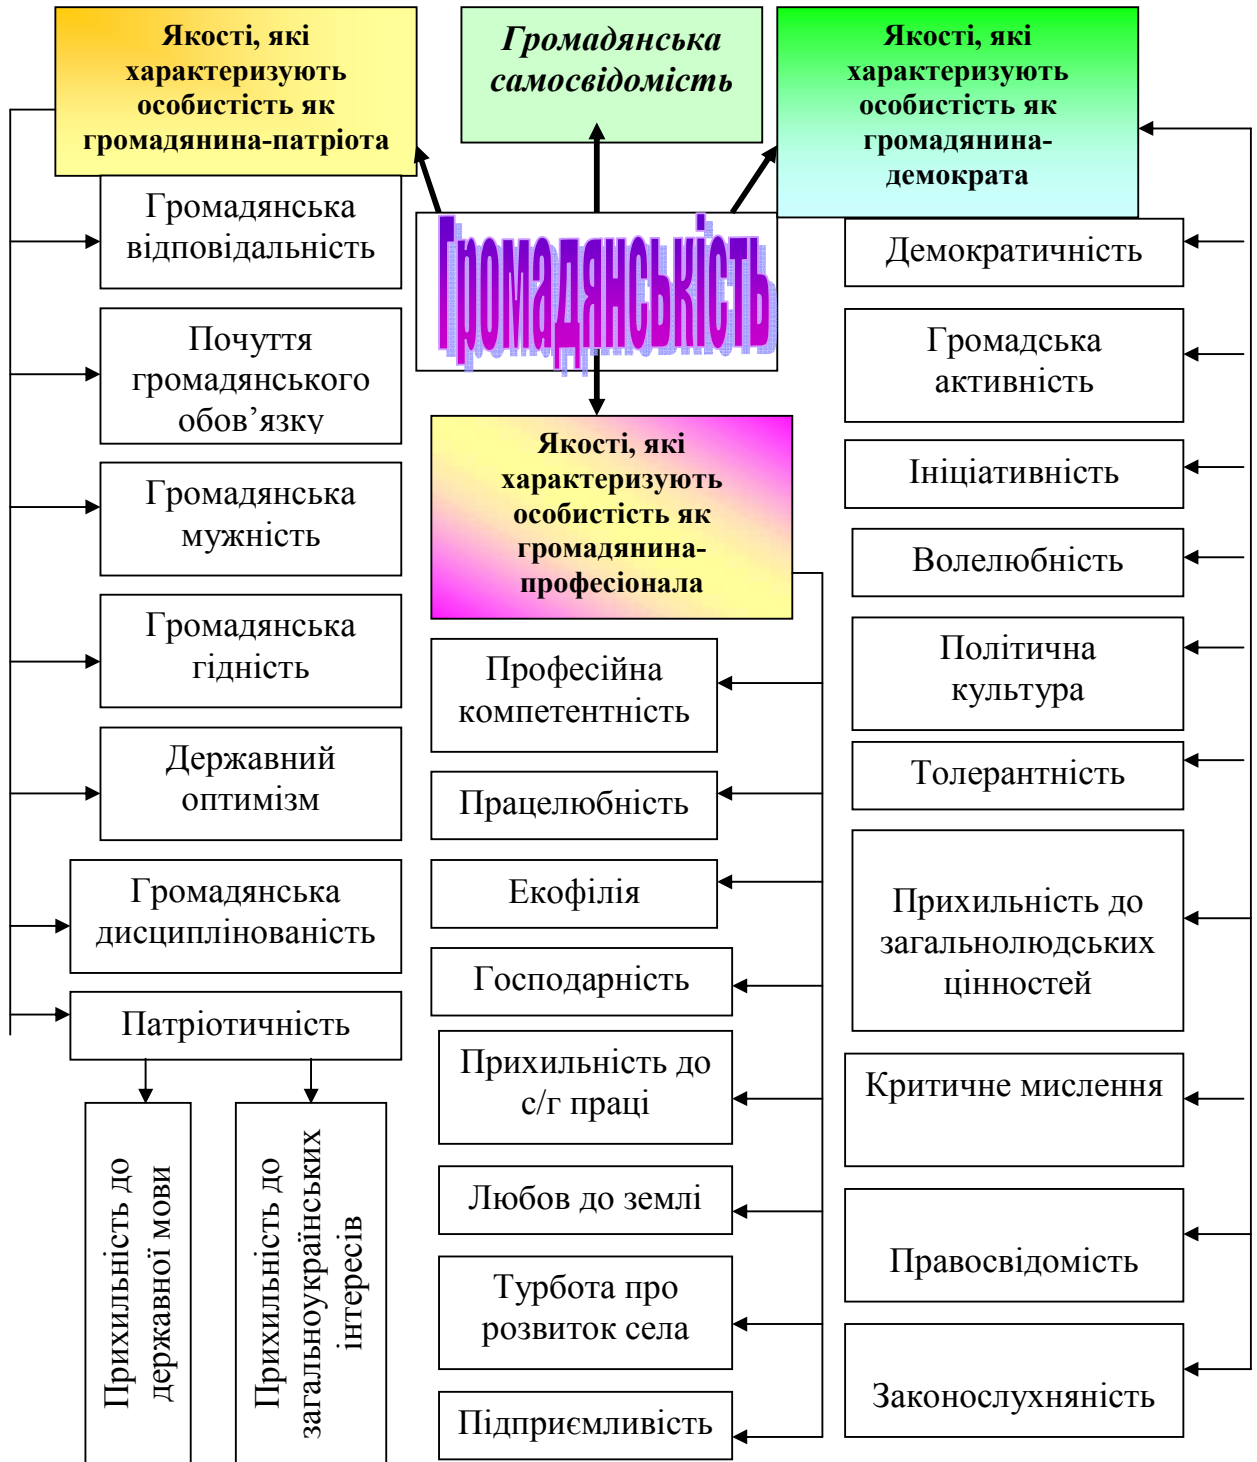 Якості, які
характеризують
особистість як
громадянина-патріота
Громадянська
самосвідомість
Якості, які
характеризують
особистість як
громадянина-
демократа
Громадянськість
Громадянська
відповідальність
Почуття
громадянського
обов’язку
Громадянська
мужність
Громадянська
гідність
Державний
оптимізм
Громадянська
дисциплінованість
Патріотичність
Прихильність до
державної мови
Прихильність до
загальноукраїнських
інтересів
Якості, які
характеризують
особистість як
громадянина-
професіонала
Професійна
компетентність
Працелюбність
Екофілія
Господарність
Прихильність до
с/г праці
Любов до землі
Турбота про
розвиток села
Підприємливість
Демократичність
Громадська
активність
Ініціативність
Волелюбність
Політична
культура
Толерантність
Прихильність до
загальнолюдських
цінностей
Критичне мислення
Правосвідомість
Законослухняність